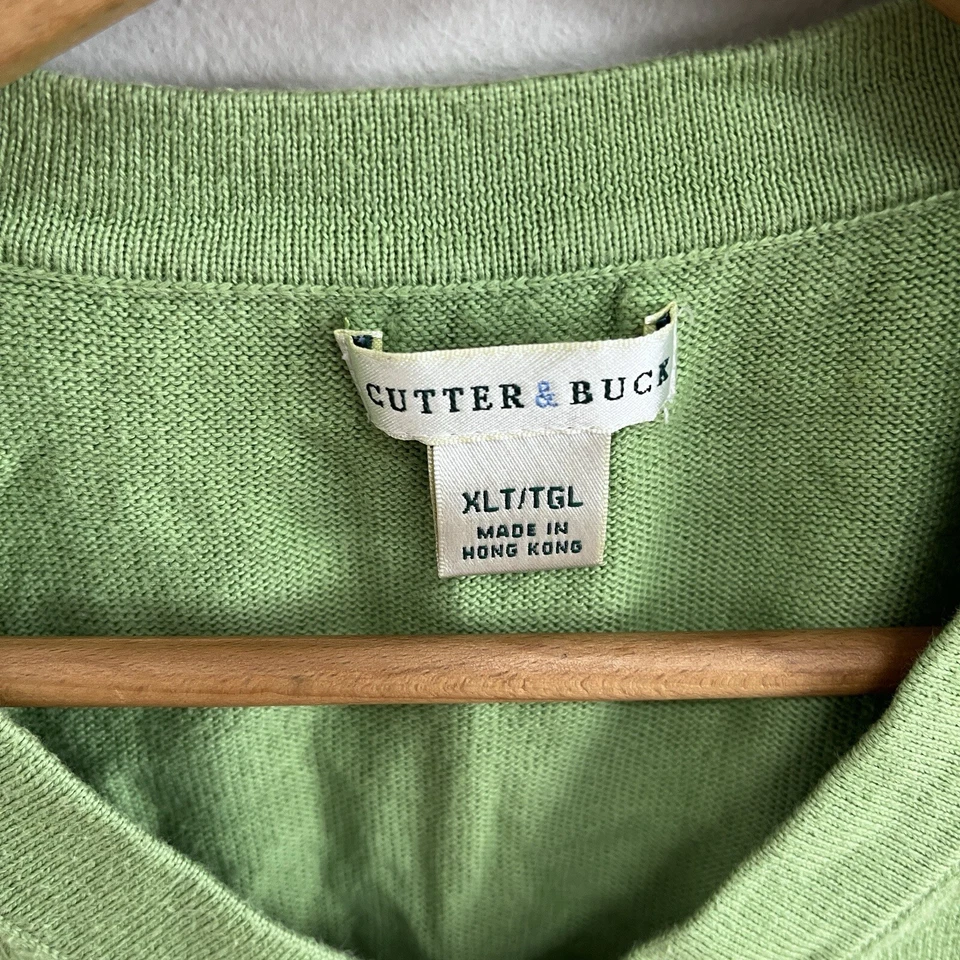 CUTTER & BUCK
XLT/TGL
MADE IN
HONG KONG